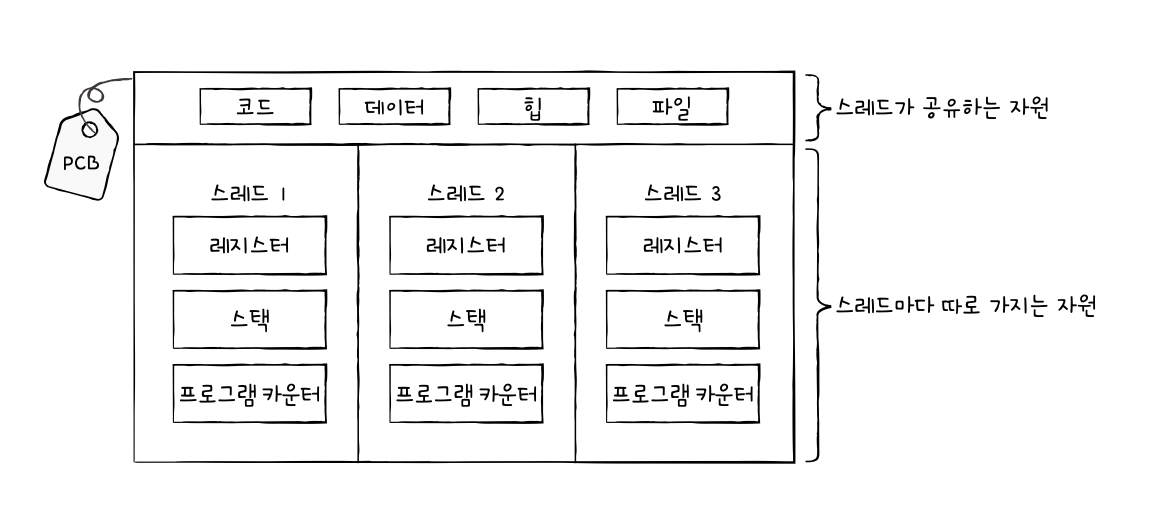 코드 데이터 힙 파일
스레드가 공유하는 자원
PCB
스레드 1 스레드 2 스레드 3
레지스터 레지스터 레지스터
스택 스택 스택
스레드마다 따로 가지는 자원
프로그램 카운터 프로그램 카운터 프로그램 카운터